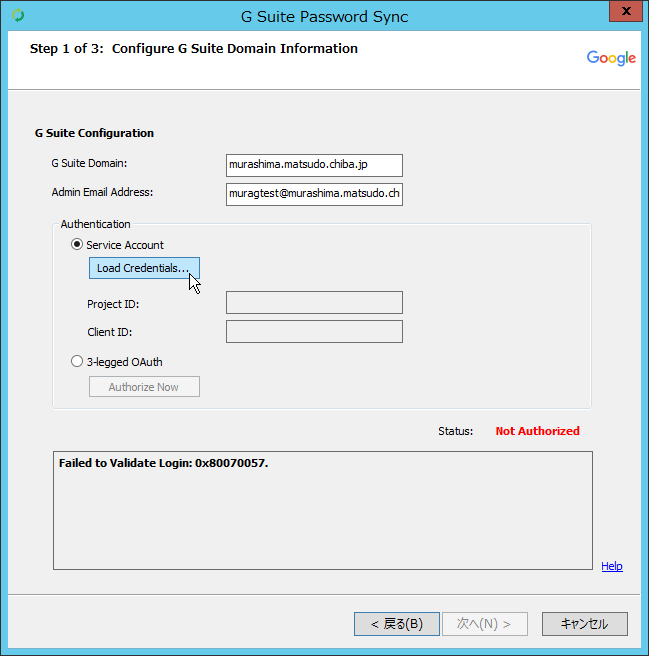 G Suite Password Sync
Step 1 of 3: Configure G Suite Domain Information
Google
G Suite Configuration
G Suite Domain: murashima.matsudo.chiba.jp
Admin Email Address: muragtest@murashima.matsudo.ch
Authentication
Service Account
Load Credentials...
Project ID:
Client ID:
3-legged OAuth
Authorize Now
Status: Not Authorized
Failed to Validate Login: 0x80070057.
Help
< 戻る(B) 次へ(N) > キャンセル